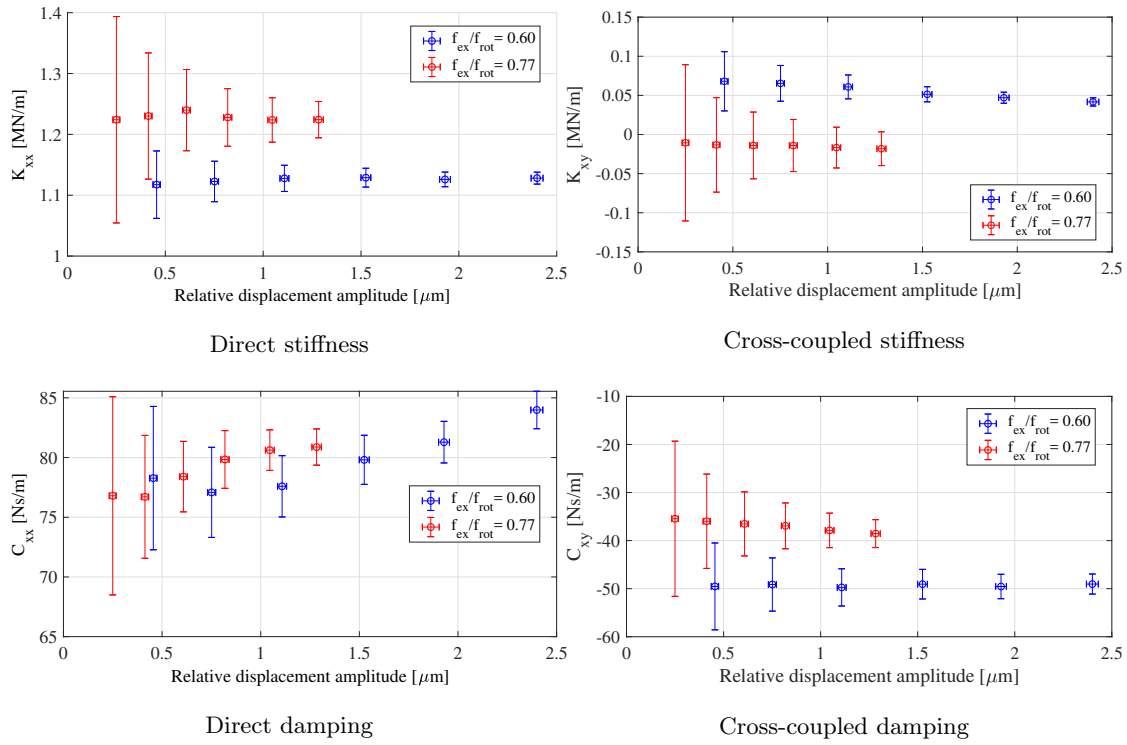 1.4
1.3
1.2
1.1
1
K_xx [MN/m]
f_ex/f_rot = 0.60
f_ex/f_rot = 0.77
0 0.5 1 1.5 2 2.5
Relative displacement amplitude [μm]
Direct stiffness
0.15
0.1
0.05
0
-0.05
-0.1
-0.15
K_xy [MN/m]
f_ex/f_rot = 0.60
f_ex/f_rot = 0.77
0 0.5 1 1.5 2 2.5
Relative displacement amplitude [μm]
Cross-coupled stiffness
85
80
75
70
65
C_xx [Ns/m]
f_ex/f_rot = 0.60
f_ex/f_rot = 0.77
0 0.5 1 1.5 2 2.5
Relative displacement amplitude [μm]
Direct damping
-10
-20
-30
-40
-50
-60
C_xy [Ns/m]
f_ex/f_rot = 0.60
f_ex/f_rot = 0.77
0 0.5 1 1.5 2 2.5
Relative displacement amplitude [μm]
Cross-coupled damping